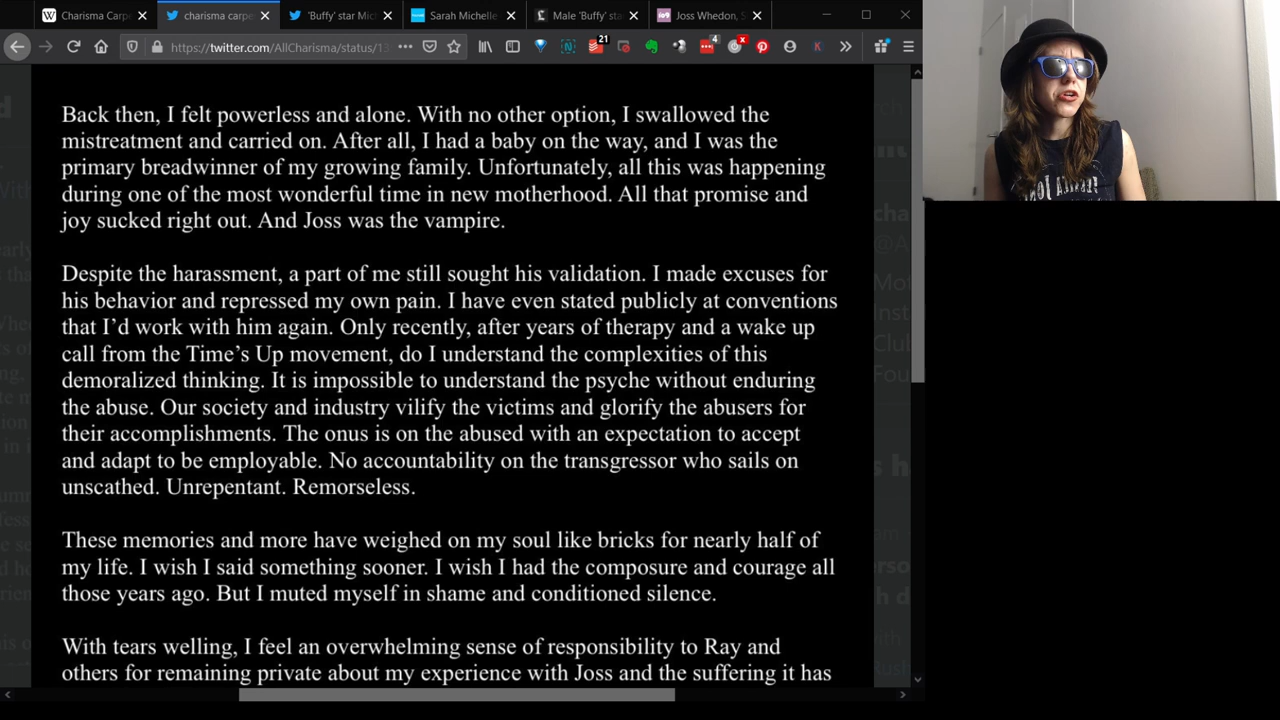 Charisma Carpe
charisma carpe
'Buffy' star Mic
Sarah Michelle
Male 'Buffy' sta
Joss Whedon, S
https://twitter.com/AllCharisma/status/13
21
4
Back then, I felt powerless and alone. With no other option, I swallowed the
mistreatment and carried on. After all, I had a baby on the way, and I was the
primary breadwinner of my growing family. Unfortunately, all this was happening
during one of the most wonderful time in new motherhood. All that promise and
joy sucked right out. And Joss was the vampire.
Despite the harassment, a part of me still sought his validation. I made excuses for
his behavior and repressed my own pain. I have even stated publicly at conventions
that I'd work with him again. Only recently, after years of therapy and a wake up
call from the Time's Up movement, do I understand the complexities of this
demoralized thinking. It is impossible to understand the psyche without enduring
the abuse. Our society and industry vilify the victims and glorify the abusers for
their accomplishments. The onus is on the abused with an expectation to accept
and adapt to be employable. No accountability on the transgressor who sails on
unscathed. Unrepentant. Remorseless.
These memories and more have weighed on my soul like bricks for nearly half of
my life. I wish I said something sooner. I wish I had the composure and courage all
those years ago. But I muted myself in shame and conditioned silence.
With tears welling, I feel an overwhelming sense of responsibility to Ray and
others for remaining private about my experience with Joss and the suffering it has